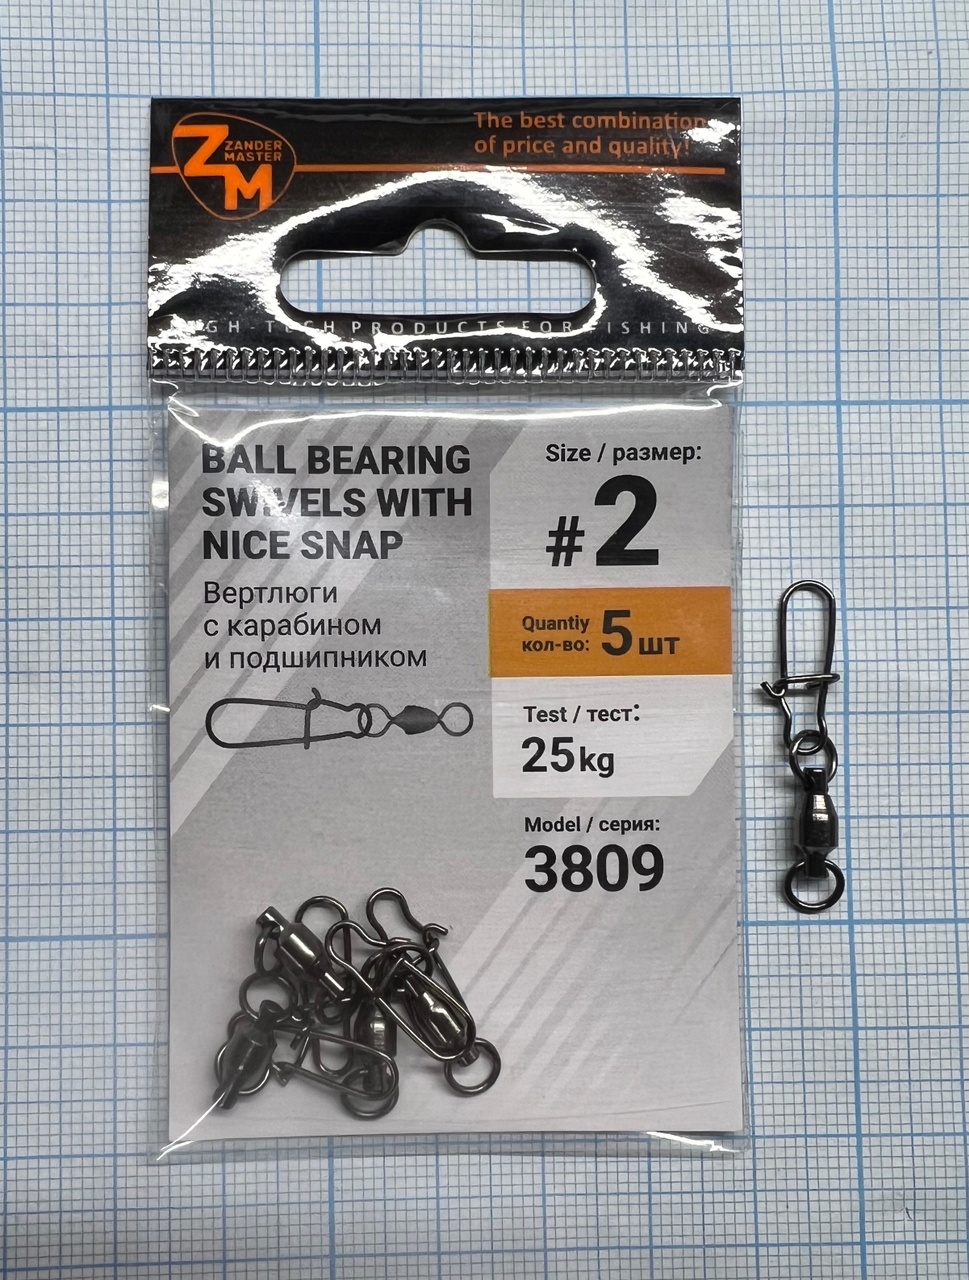 ZM
ZANDER
MASTER
The best combination
of price and quality!
HIGH-TECH PRODUCTS FOR FISHING
BALL BEARING
SWIVELS WITH
NICE SNAP
Вертлюги
с карабином
и подшипником
Size / размер:
#2
Quantiy
кол-во: 5 шт
Test / тест:
25kg
Model / серия:
3809